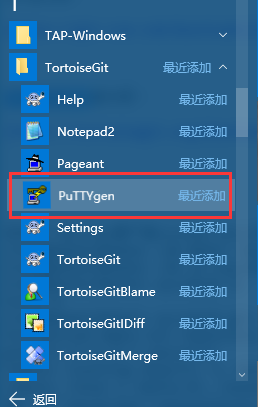 TAP-Windows
TortoiseGit 最近添加
Help 最近添加
Notepad2 最近添加
Pageant 最近添加
PuTTYgen 最近添加
Settings 最近添加
TortoiseGit 最近添加
TortoiseGitBlame 最近添加
TortoiseGitIDiff 最近添加
TortoiseGitMerge 最近添加
返回